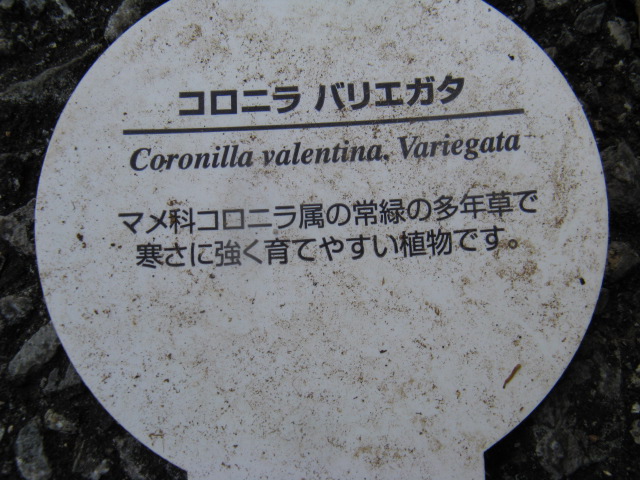 コロニラ バリエガタ
Coronilla valentina, Variegata
マメ科コロニラ属の常緑の多年草で
寒さに強く育てやすい植物です。